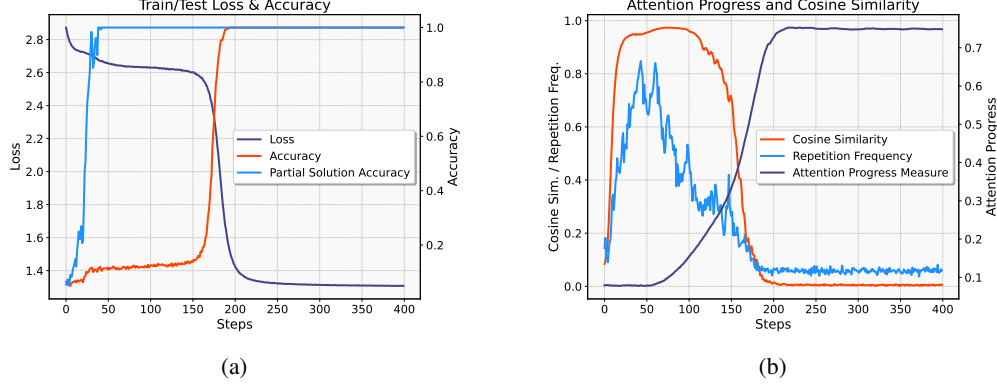 Train/Test Loss & Accuracy
2.8
2.6
2.4
2.2
2.0
1.8
1.6
1.4
Loss
1.0
0.8
0.6
0.4
0.2
Accuracy
Loss
Accuracy
Partial Solution Accuracy
0 50 100 150 200 250 300 350 400
Steps
(a)
Attention Progress and Cosine Similarity
1.0
0.8
0.6
0.4
0.2
0.0
Cosine Sim. / Repetition Freq.
0.7
0.6
0.5
0.4
0.3
0.2
0.1
Attention Progress
Cosine Similarity
Repetition Frequency
Attention Progress Measure
0 50 100 150 200 250 300 350 400
Steps
(b)